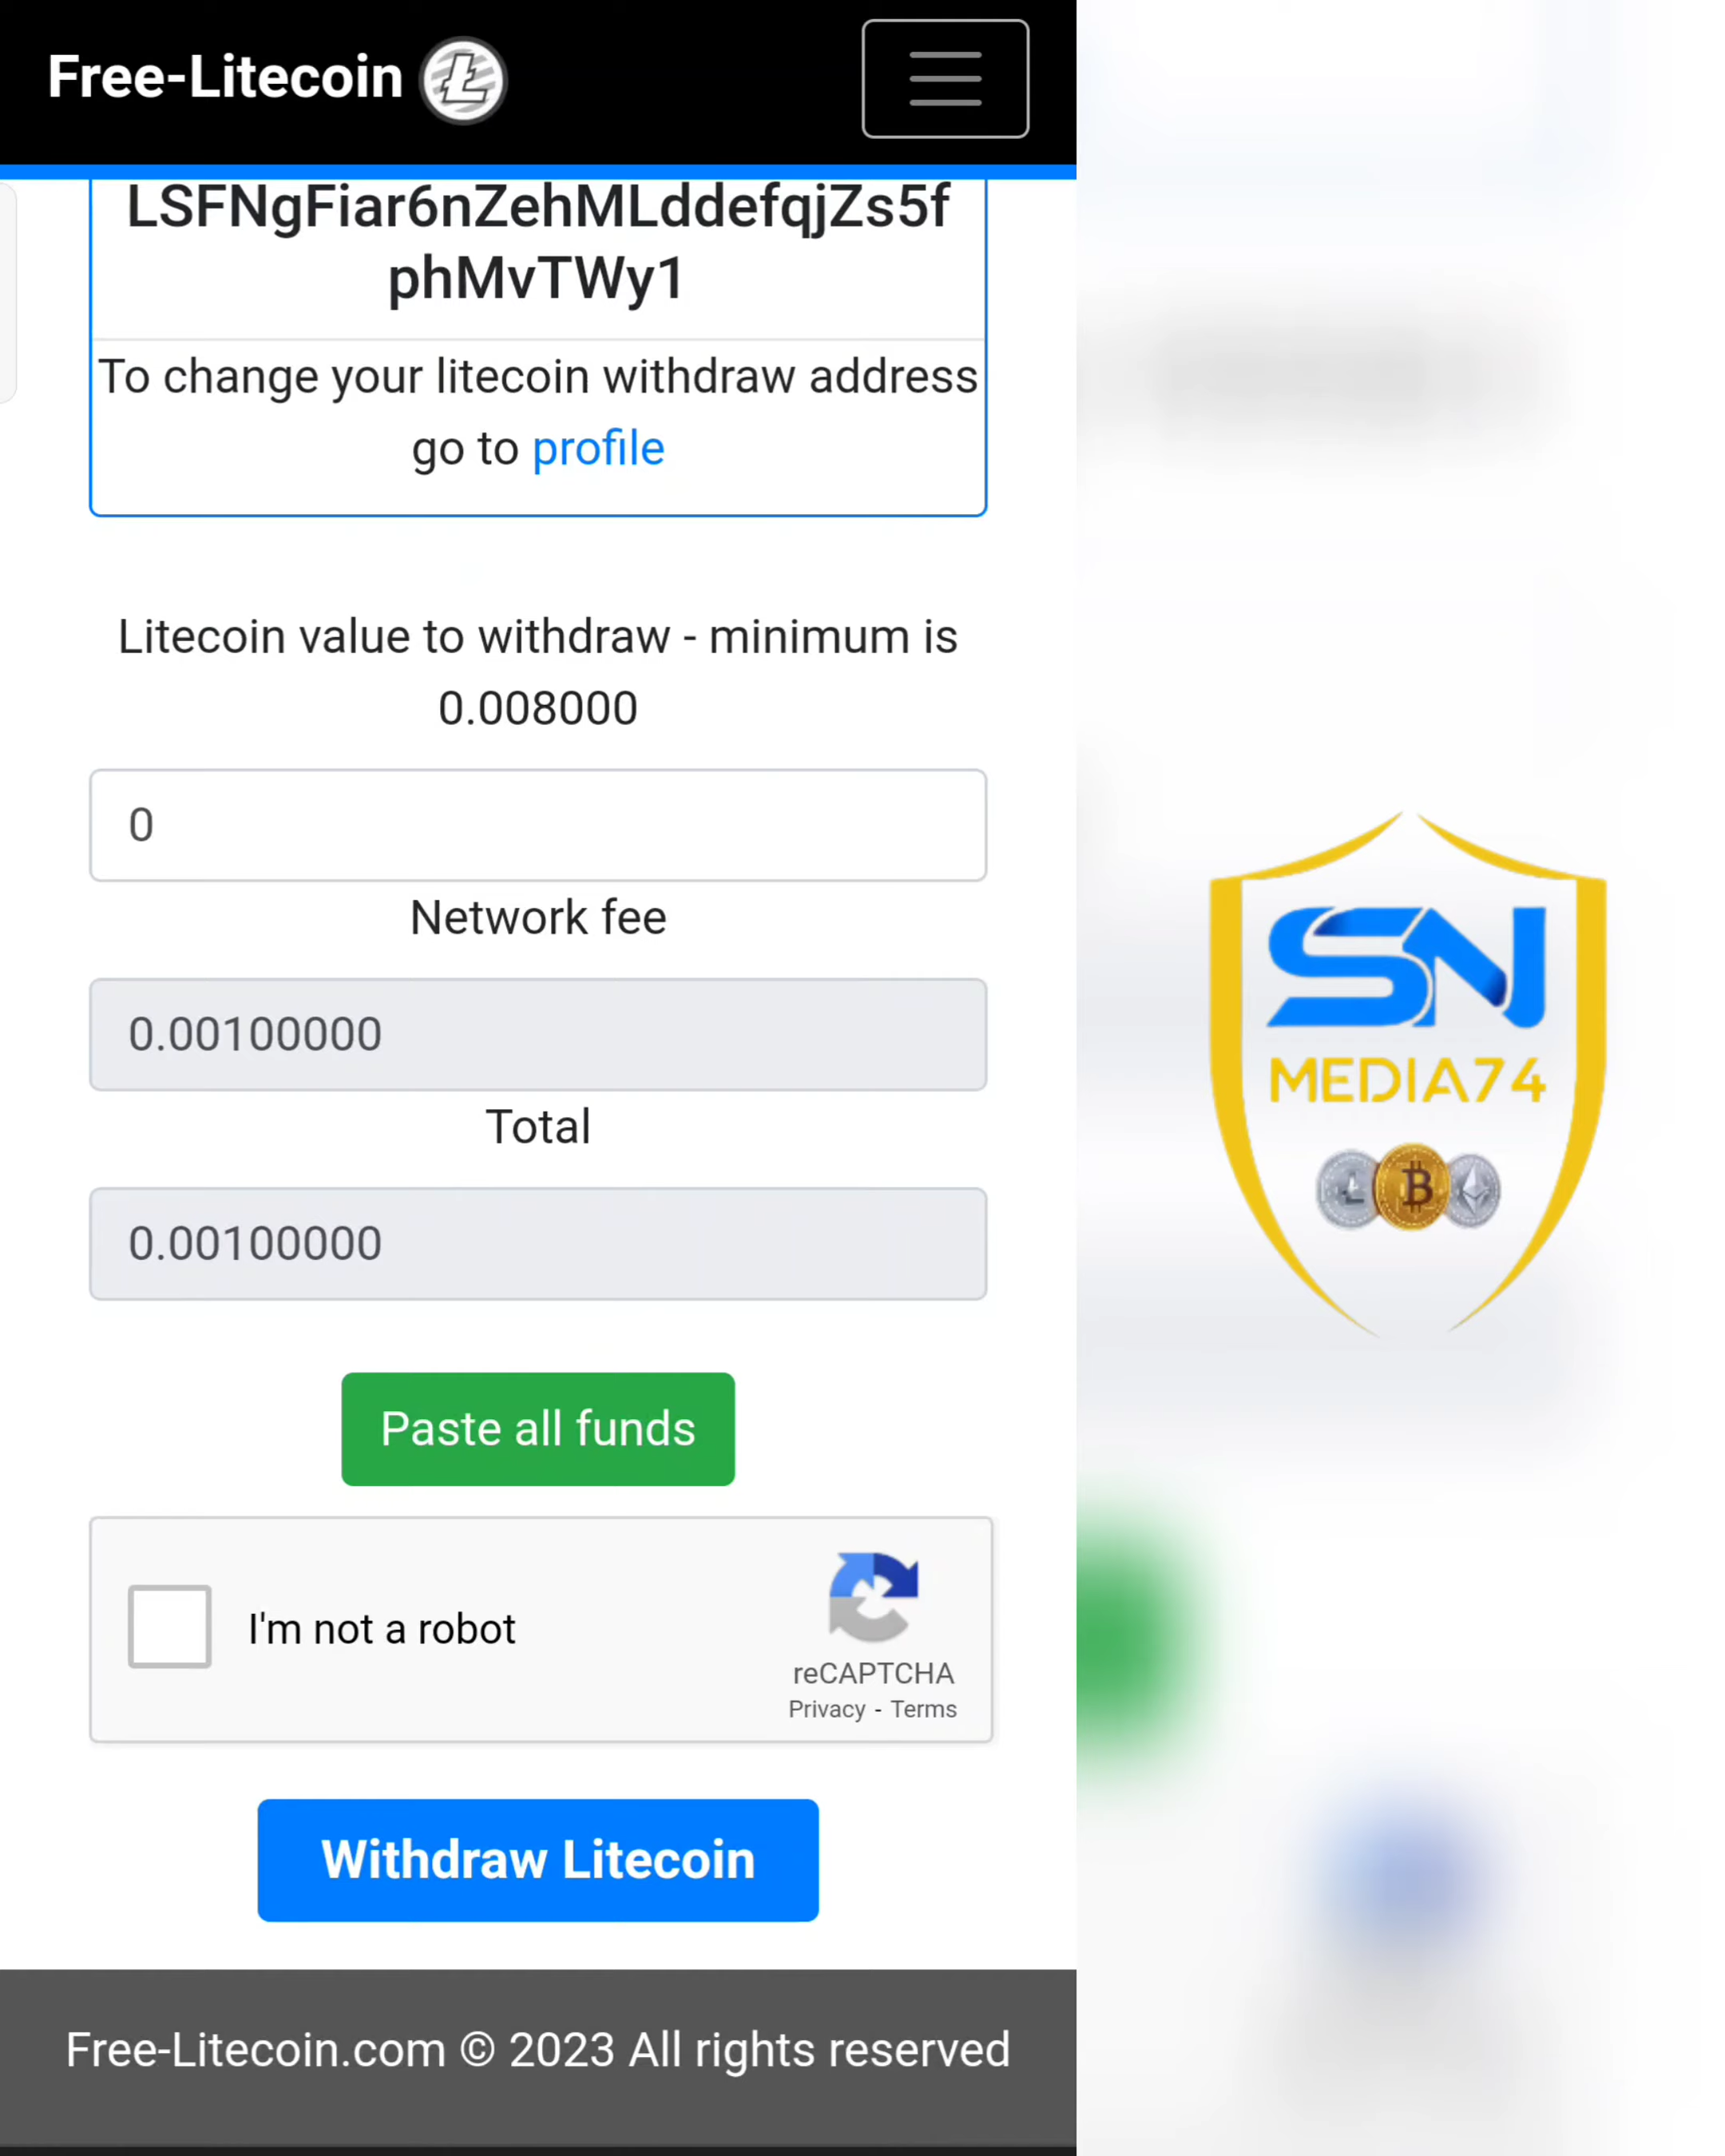 Free-Litecoin
LSFNgFiar6nZehMLddefqjZs5f
phMvTWy1
To change your litecoin withdraw address
go to profile
Litecoin value to withdraw - minimum is
0.008000
0
Network fee
0.00100000
Total
0.00100000
Paste all funds
I'm not a robot
reCAPTCHA
Privacy - Terms
Withdraw Litecoin
Free-Litecoin.com © 2023 All rights reserved
SN
MEDIA74